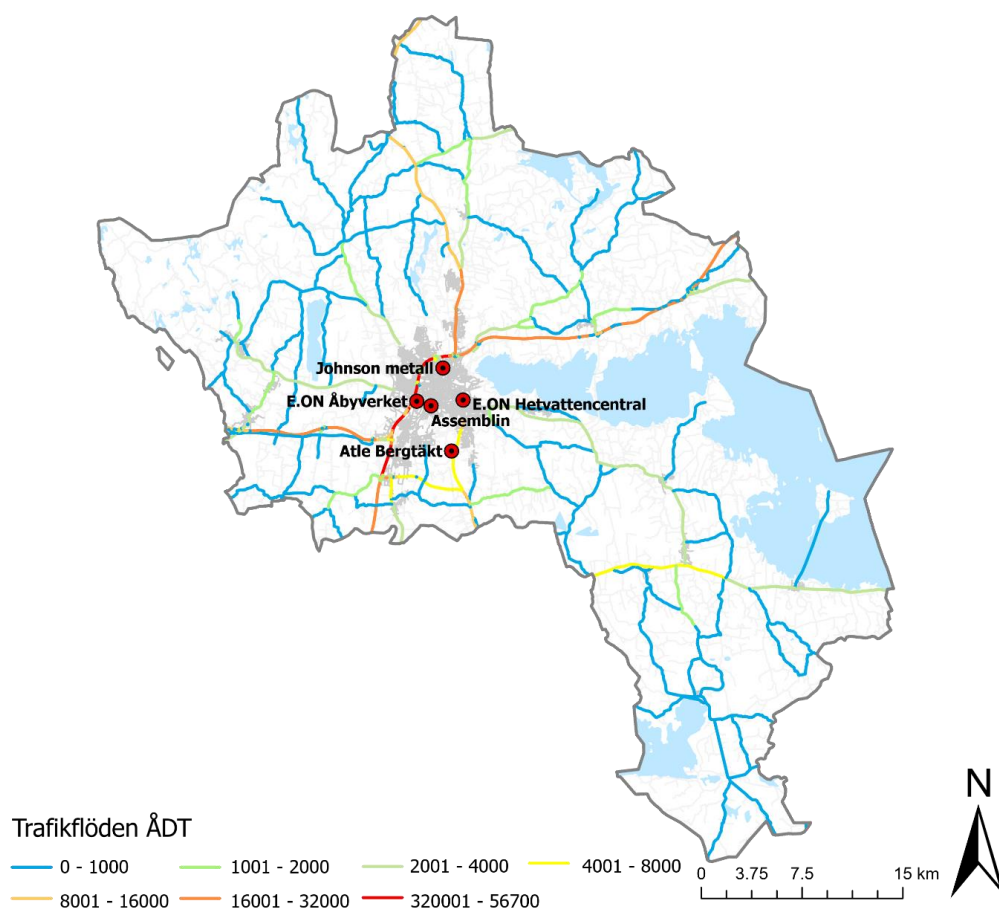 Johnson metall
E.ON Åbyverket
E.ON Hetvattencentral
Assemblin
Atle Bergtäkt
N
Trafikflöden ÅDT
0 - 1000
1001 - 2000
2001 - 4000
4001 - 8000
8001 - 16000
16001 - 32000
320001 - 56700
0 3.75 7.5 15 km